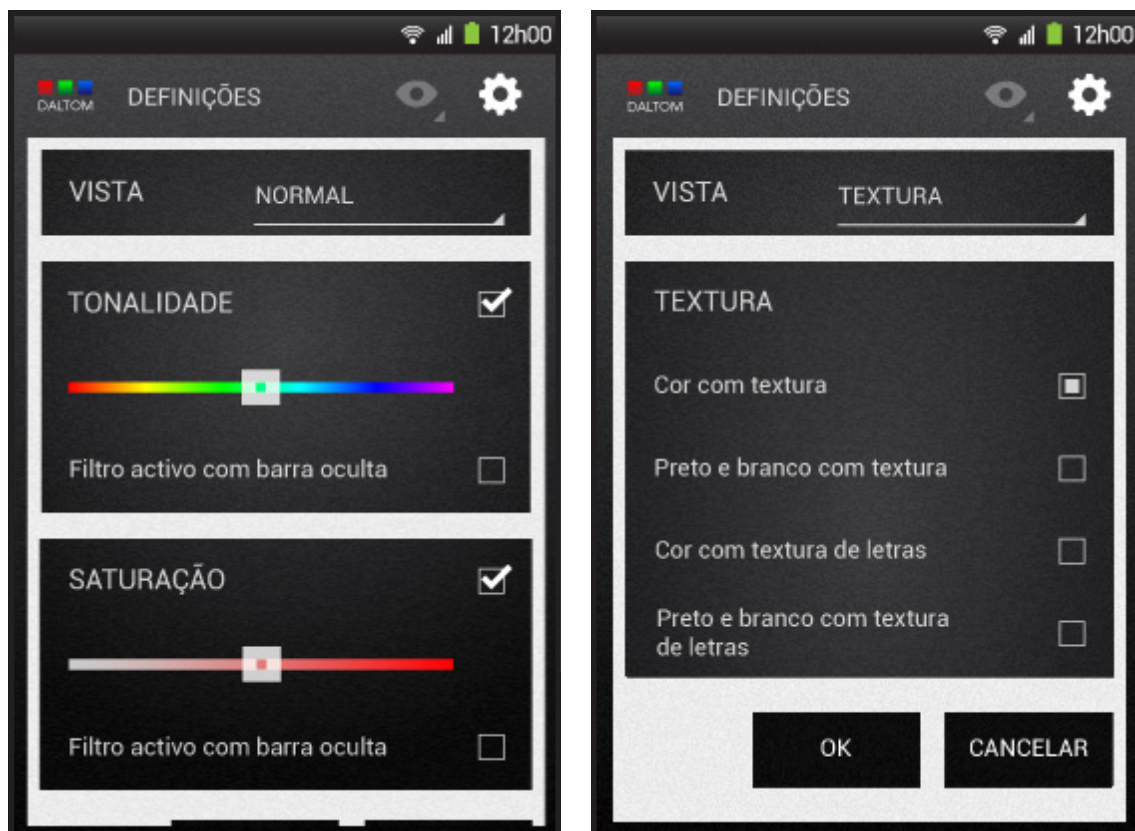 12h00
DALTOM DEFINIÇÕES
VISTA NORMAL
TONALIDADE
Filtro activo com barra oculta
SATURAÇÃO
Filtro activo com barra oculta
12h00
DALTOM DEFINIÇÕES
VISTA TEXTURA
TEXTURA
Cor com textura
Preto e branco com textura
Cor com textura de letras
Preto e branco com textura
de letras
OK CANCELAR